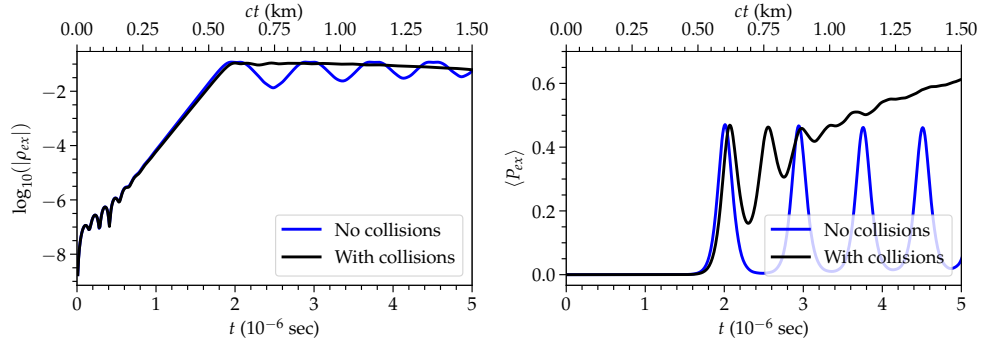 ct (km)
0.00 0.25 0.50 0.75 1.00 1.25 1.50
log₁₀(|ρₑₓ|)
−2
−4
−6
−8
No collisions
With collisions
0 1 2 3 4 5
t (10⁻⁶ sec)
ct (km)
0.00 0.25 0.50 0.75 1.00 1.25 1.50
⟨Pₑₓ⟩
0.6
0.4
0.2
0.0
No collisions
With collisions
0 1 2 3 4 5
t (10⁻⁶ sec)